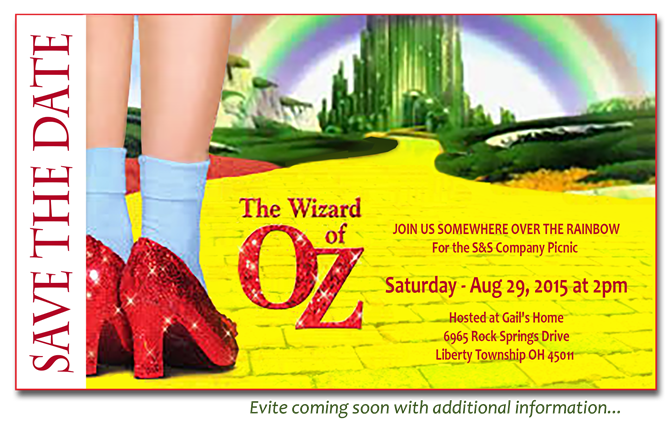 SAVE THE DATE
The Wizard
of
OZ
JOIN US SOMEWHERE OVER THE RAINBOW
For the S&S Company Picnic
Saturday - Aug 29, 2015 at 2pm
Hosted at Gail's Home
6965 Rock Springs Drive
Liberty Township OH 45011
Evite coming soon with additional information...